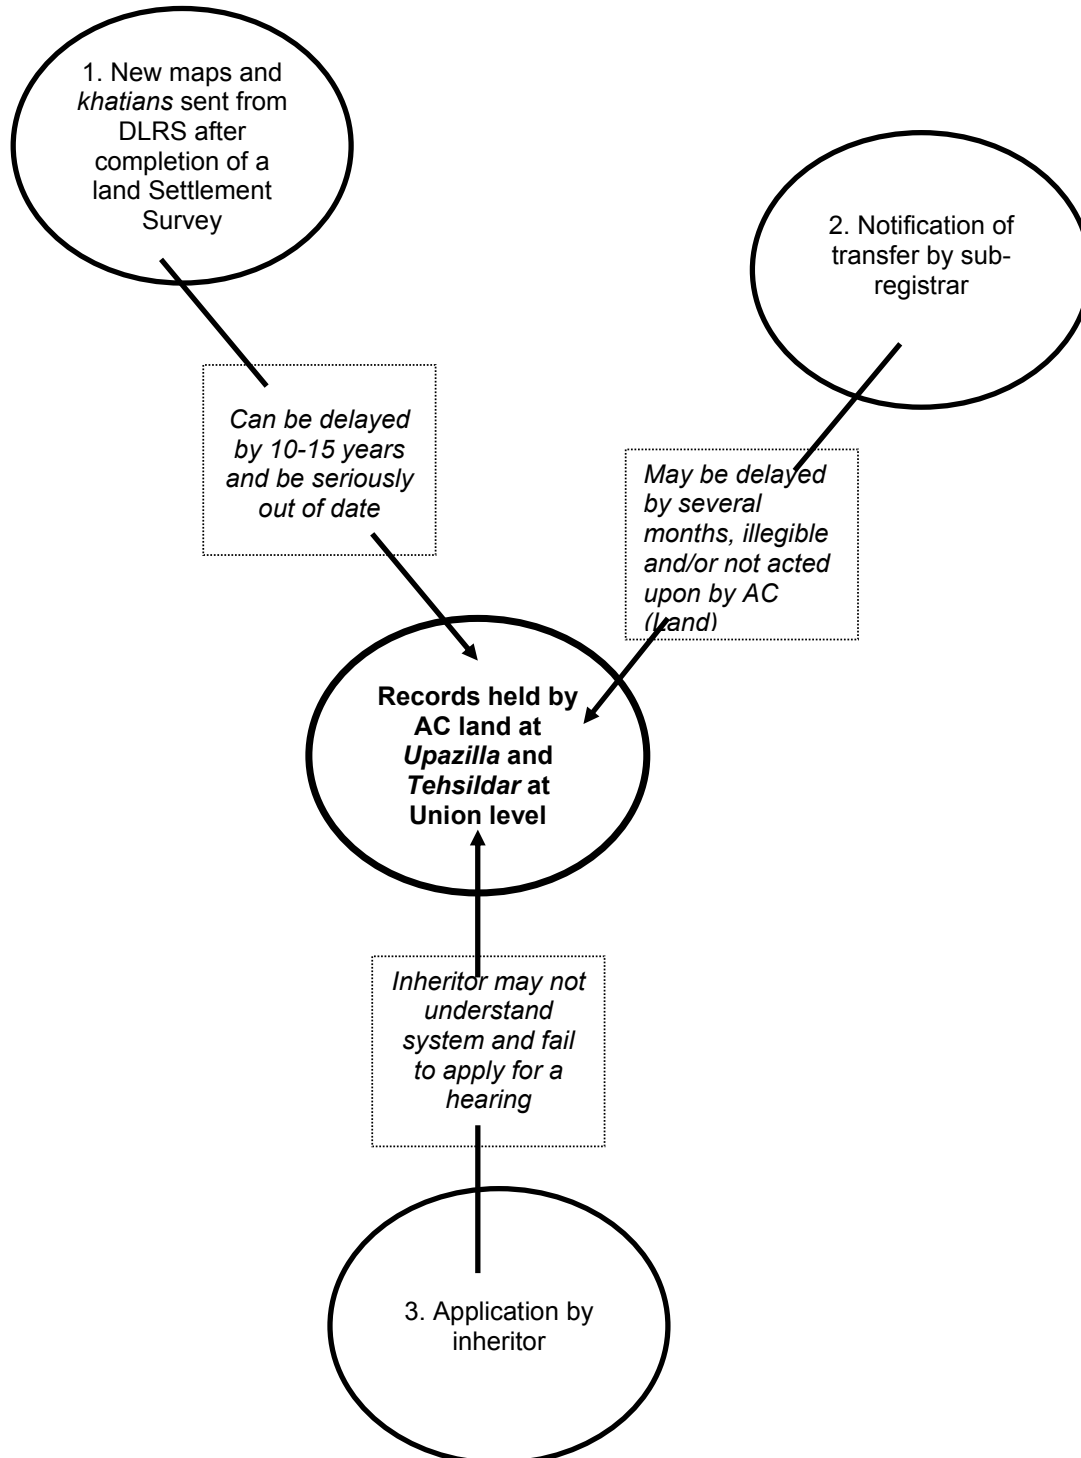 1. New maps and
khatians sent from
DLRS after
completion of a
land Settlement
Survey
2. Notification of
transfer by sub-
registrar
Can be delayed
by 10-15 years
and be seriously
out of date
May be delayed
by several
months, illegible
and/or not acted
upon by AC
(Land)
Records held by
AC land at
Upazilla and
Tehsildar at
Union level
Inheritor may not
understand
system and fail
to apply for a
hearing
3. Application by
inheritor